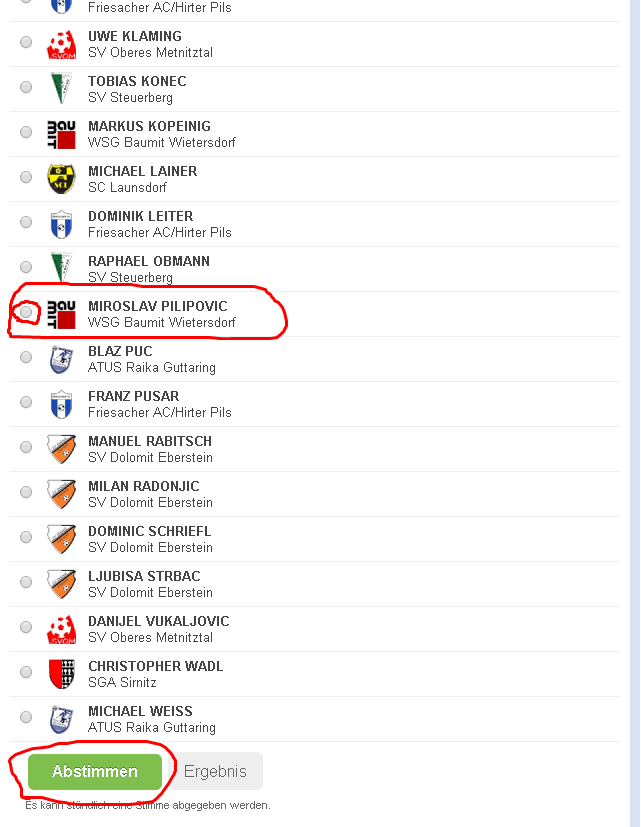 Friesacher AC/Hirter Pils
UWE KLAMING
SV Oberes Metnitztal
TOBIAS KONEC
SV Steuerberg
MARKUS KOPEINIG
WSG Baumit Wietersdorf
MICHAEL LAINER
SC Launsdorf
DOMINIK LEITER
Friesacher AC/Hirter Pils
RAPHAEL OBMANN
SV Steuerberg
MIROSLAV PILIPOVIC
WSG Baumit Wietersdorf
BLAZ PUC
ATUS Raika Guttaring
FRANZ PUSAR
Friesacher AC/Hirter Pils
MANUEL RABITSCH
SV Dolomit Eberstein
MILAN RADONJIC
SV Dolomit Eberstein
DOMINIC SCHRIEFL
SV Dolomit Eberstein
LJUBISA STRBAC
SV Dolomit Eberstein
DANIJEL VUKALJOVIC
SV Oberes Metnitztal
CHRISTOPHER WADL
SGA Sirnitz
MICHAEL WEISS
ATUS Raika Guttaring
Abstimmen Ergebnis
Es kann stündlich eine Stimme abgegeben werden.